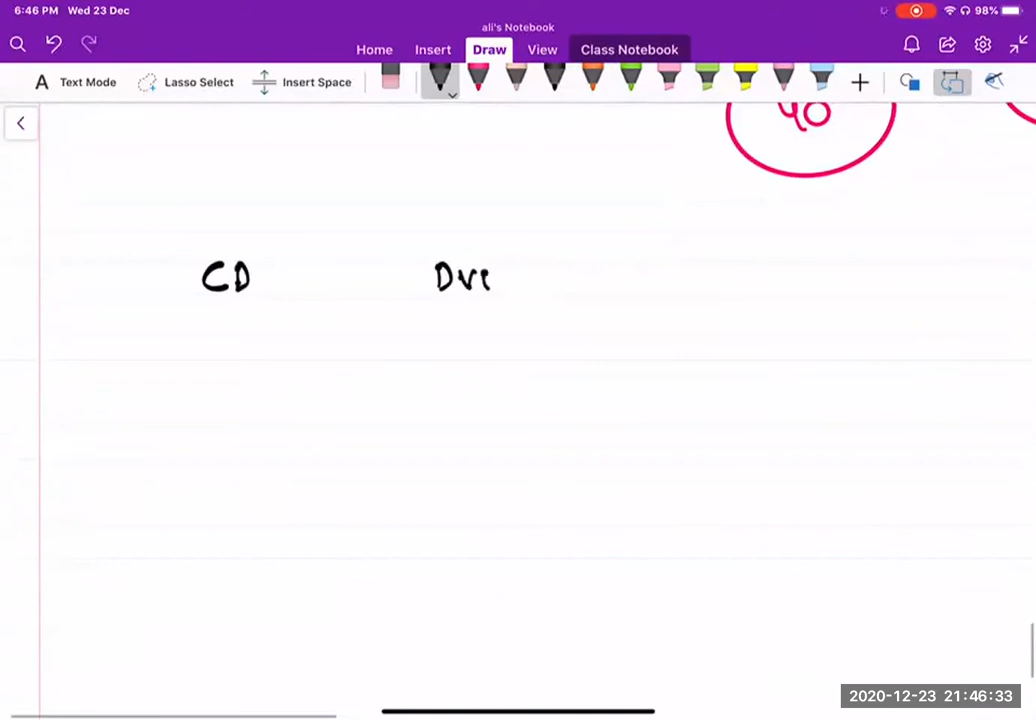 6:46 PM Wed 23 Dec 98%
ali's Notebook
Home Insert Draw View Class Notebook
A Text Mode Lasso Select Insert Space
40
CD
2020-12-23 21:46:33